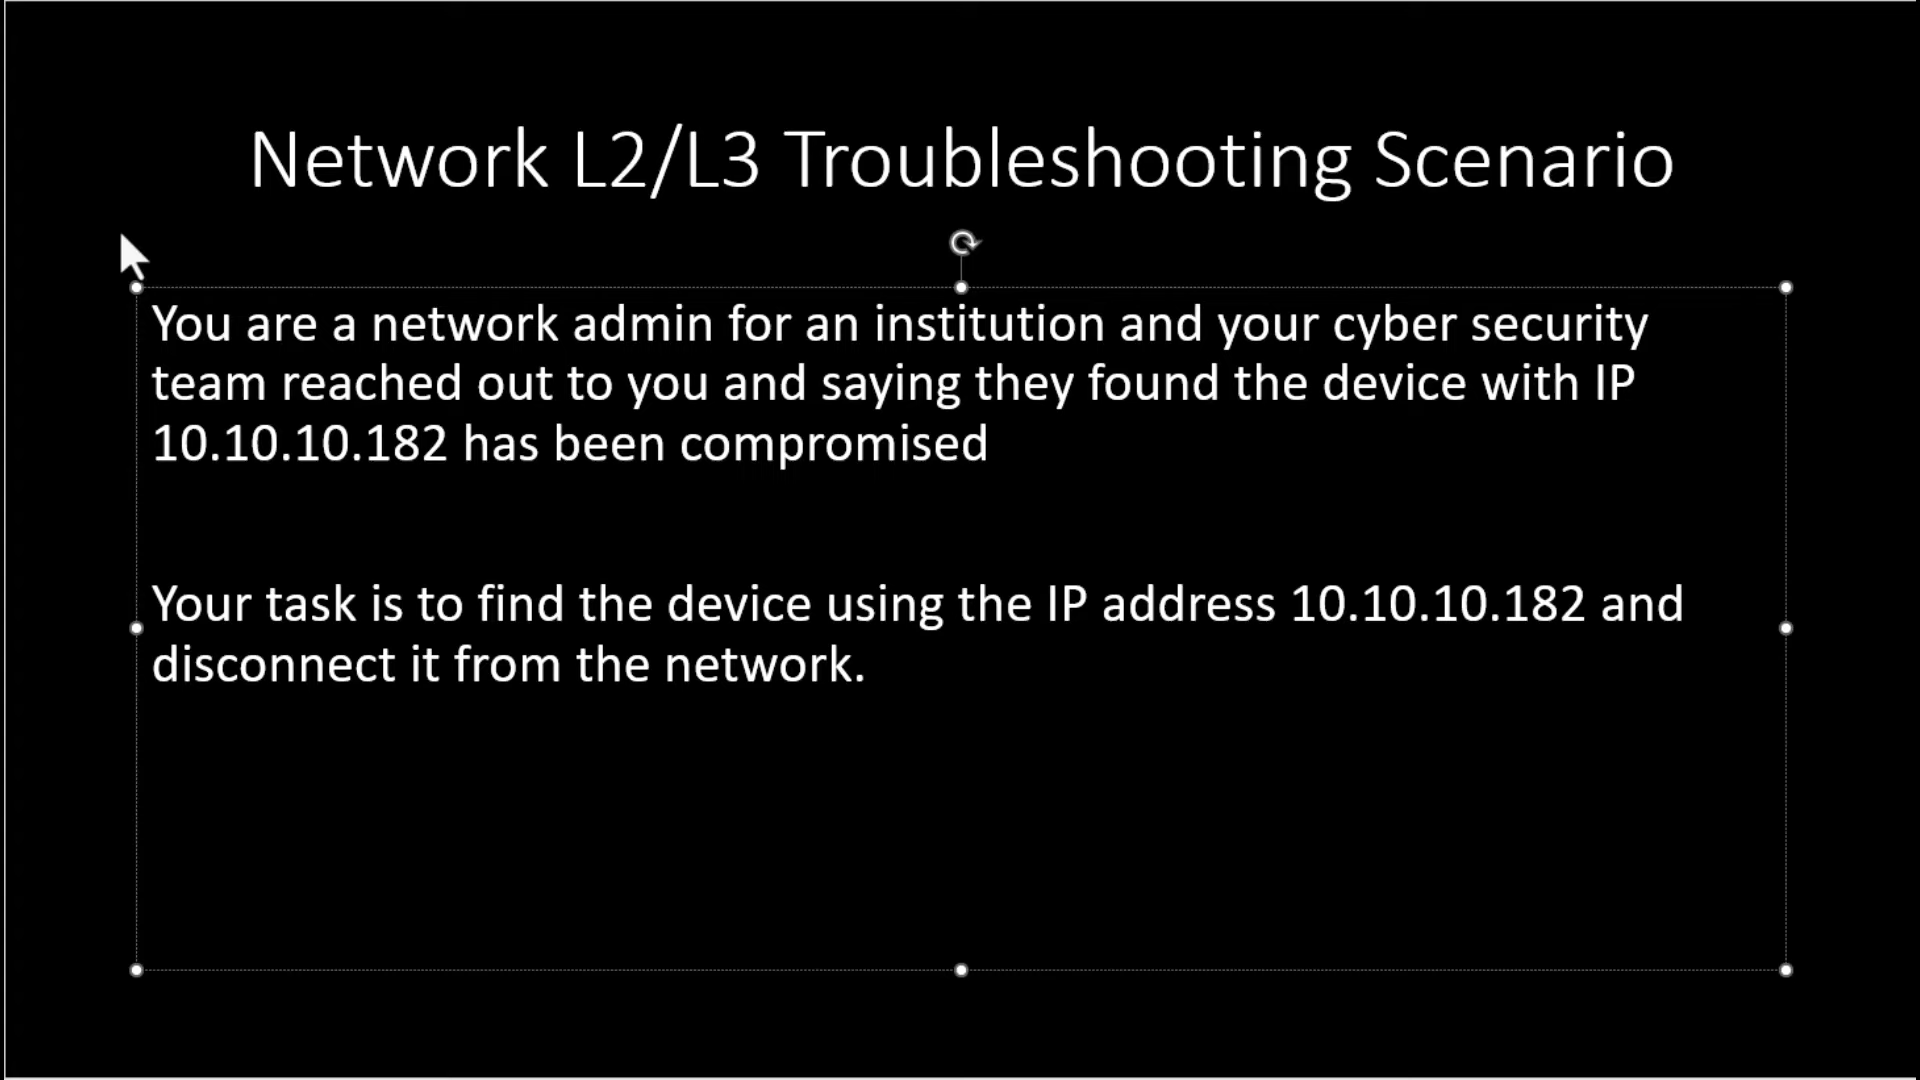 Network L2/L3 Troubleshooting Scenario
You are a network admin for an institution and your cyber security
team reached out to you and saying they found the device with IP
10.10.10.182 has been compromised
Your task is to find the device using the IP address 10.10.10.182 and
disconnect it from the network.